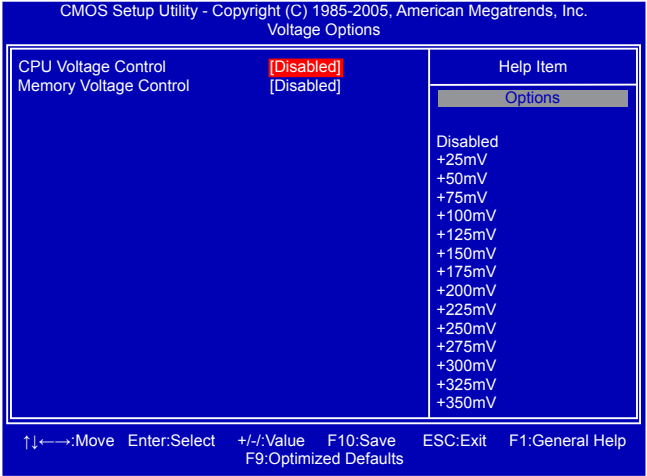 CMOS Setup Utility - Copyright (C) 1985-2005, American Megatrends, Inc.
Voltage Options
CPU Voltage Control [Disabled]
Memory Voltage Control [Disabled]
Help Item
Options
Disabled
+25mV
+50mV
+75mV
+100mV
+125mV
+150mV
+175mV
+200mV
+225mV
+250mV
+275mV
+300mV
+325mV
+350mV
↑↓←→:Move Enter:Select +/-/:Value F10:Save ESC:Exit F1:General Help
F9:Optimized Defaults